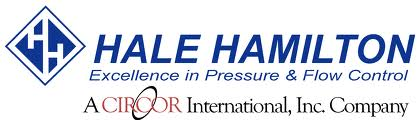 HALE HAMILTON
Excellence in Pressure & Flow Control
A CIRCOR International, Inc. Company